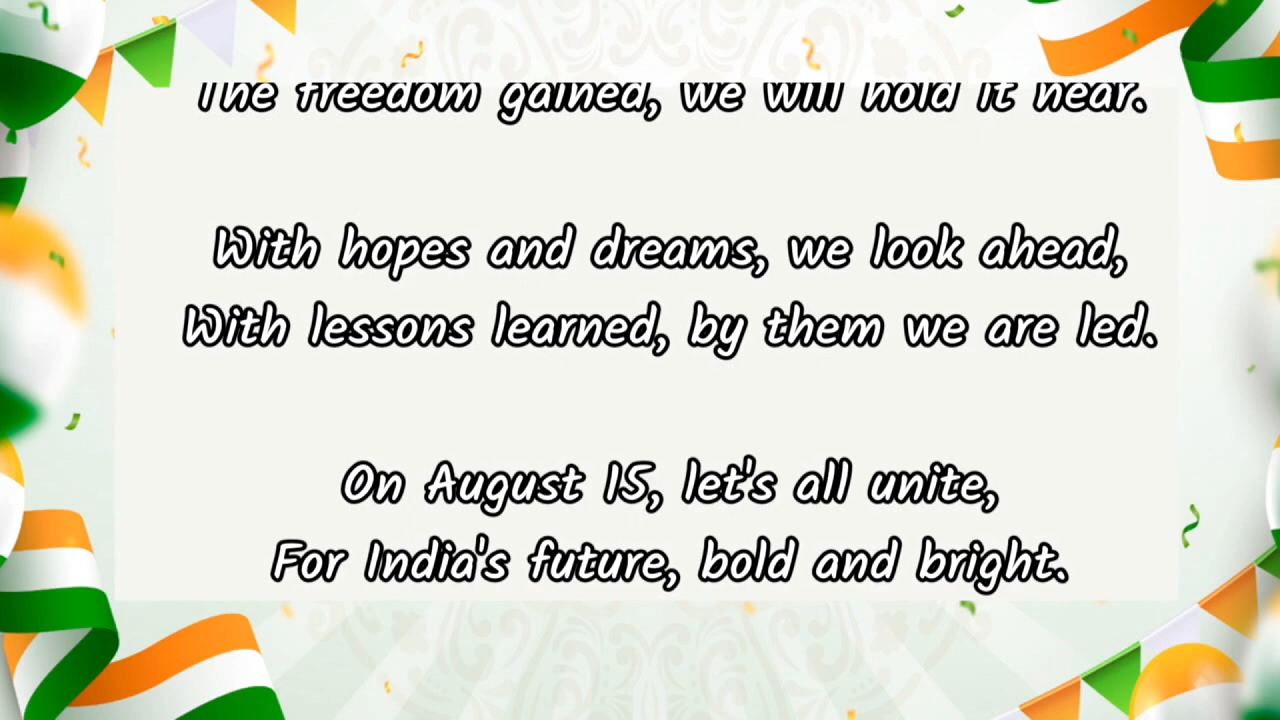 The freedom gained, we will hold it near.
With hopes and dreams, we look ahead,
With lessons learned, by them we are led.
On August 15, let's all unite,
For India's future, bold and bright.